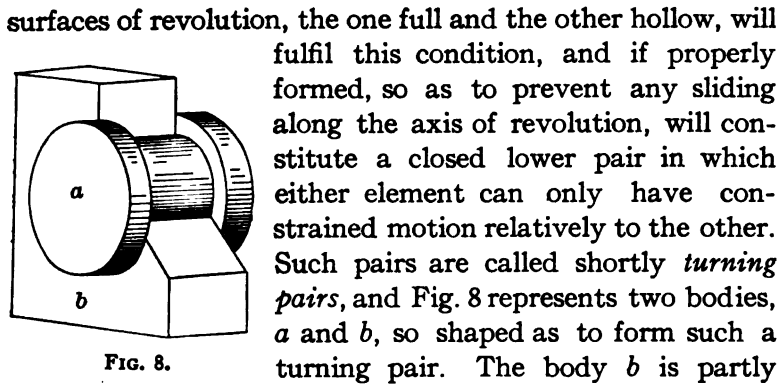 surfaces of revolution, the one full and the other hollow, will
fulfil this condition, and if properly
formed, so as to prevent any sliding
along the axis of revolution, will con-
stitute a closed lower pair in which
either element can only have con-
strained motion relatively to the other.
Such pairs are called shortly turning
pairs, and Fig. 8 represents two bodies,
a and b, so shaped as to form such a
turning pair. The body b is partly
a
b
FIG. 8.